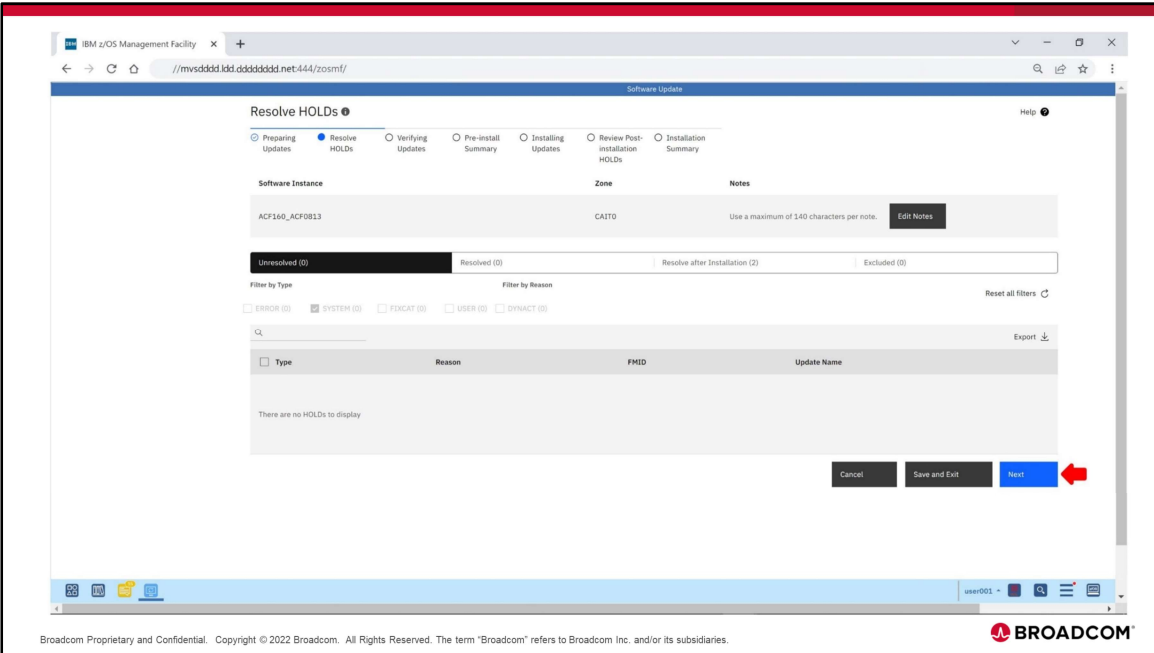 IBM z/OS Management Facility
//mvsdddd.ldd.dddddddd.net:444/zosmf/
Software Update
Resolve HOLDs
Help
Preparing Updates
Resolve HOLDs
Verifying Updates
Pre-install Summary
Installing Updates
Review Post-installation HOLDs
Installation Summary
Software Instance Zone Notes
ACF160_ACF0813 CAIT0 Use a maximum of 140 characters per note. Edit Notes
Unresolved (0) Resolved (0) Resolve after Installation (2) Excluded (0)
Filter by Type Filter by Reason
Reset all filters
ERROR (0) SYSTEM (0) FIXCAT (0) USER (0) DYNACT (0)
Export
Type Reason FMID Update Name
There are no HOLDs to display
Cancel Save and Exit Next
user001
Broadcom Proprietary and Confidential. Copyright © 2022 Broadcom. All Rights Reserved. The term “Broadcom” refers to Broadcom Inc. and/or its subsidiaries.
BROADCOM®